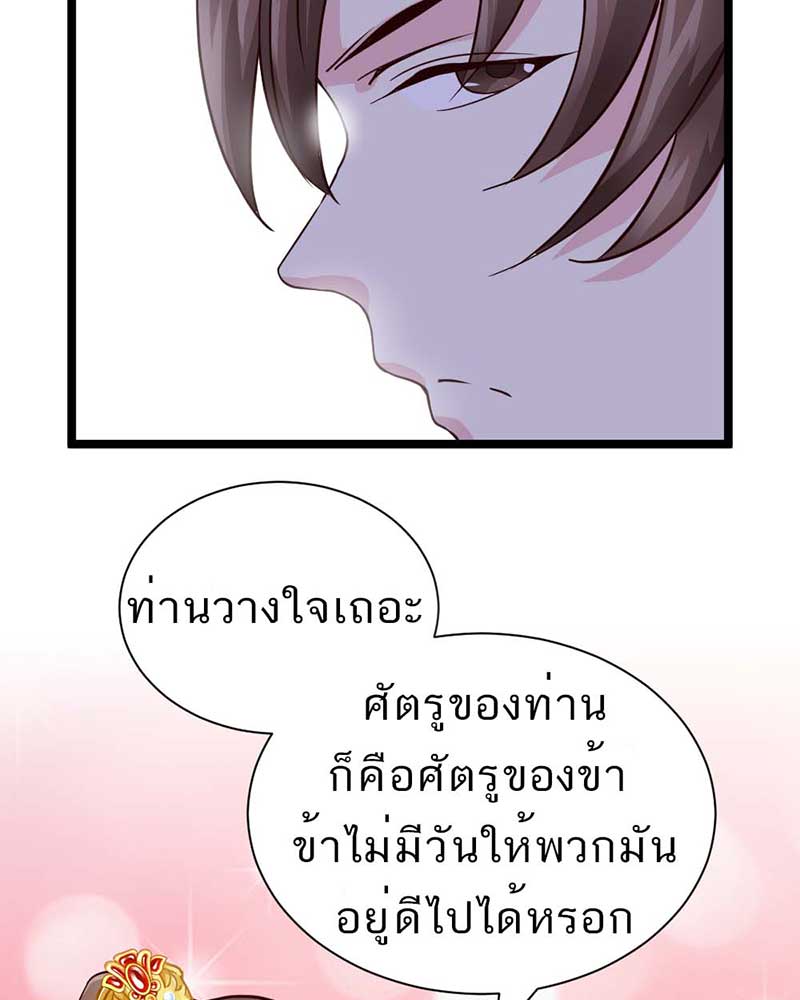 ท่านวางใจเถอะ
ศัตรูของท่าน
ก็คือศัตรูของข้า
ข้าไม่มีวันให้พวกมัน
อยู่ดีไปได้หรอก